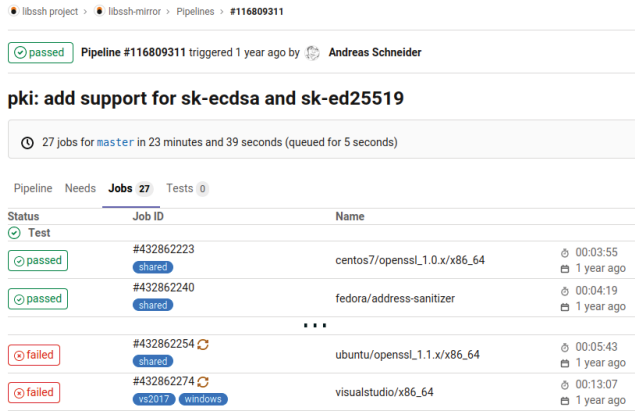 libssh project > libssh-mirror > Pipelines > #116809311
passed Pipeline #116809311 triggered 1 year ago by Andreas Schneider
pki: add support for sk-ecdsa and sk-ed25519
27 jobs for master in 23 minutes and 39 seconds (queued for 5 seconds)
Pipeline Needs Jobs 27 Tests 0
Status Job ID Name
Test
passed #432862223 centos7/openssl_1.0.x/x86_64 00:03:55
shared 1 year ago
passed #432862240 fedora/address-sanitizer 00:04:19
shared 1 year ago
...
failed #432862254 ubuntu/openssl_1.1.x/x86_64 00:05:43
shared 1 year ago
failed #432862274 visualstudio/x86_64 00:13:07
vs2017 windows 1 year ago